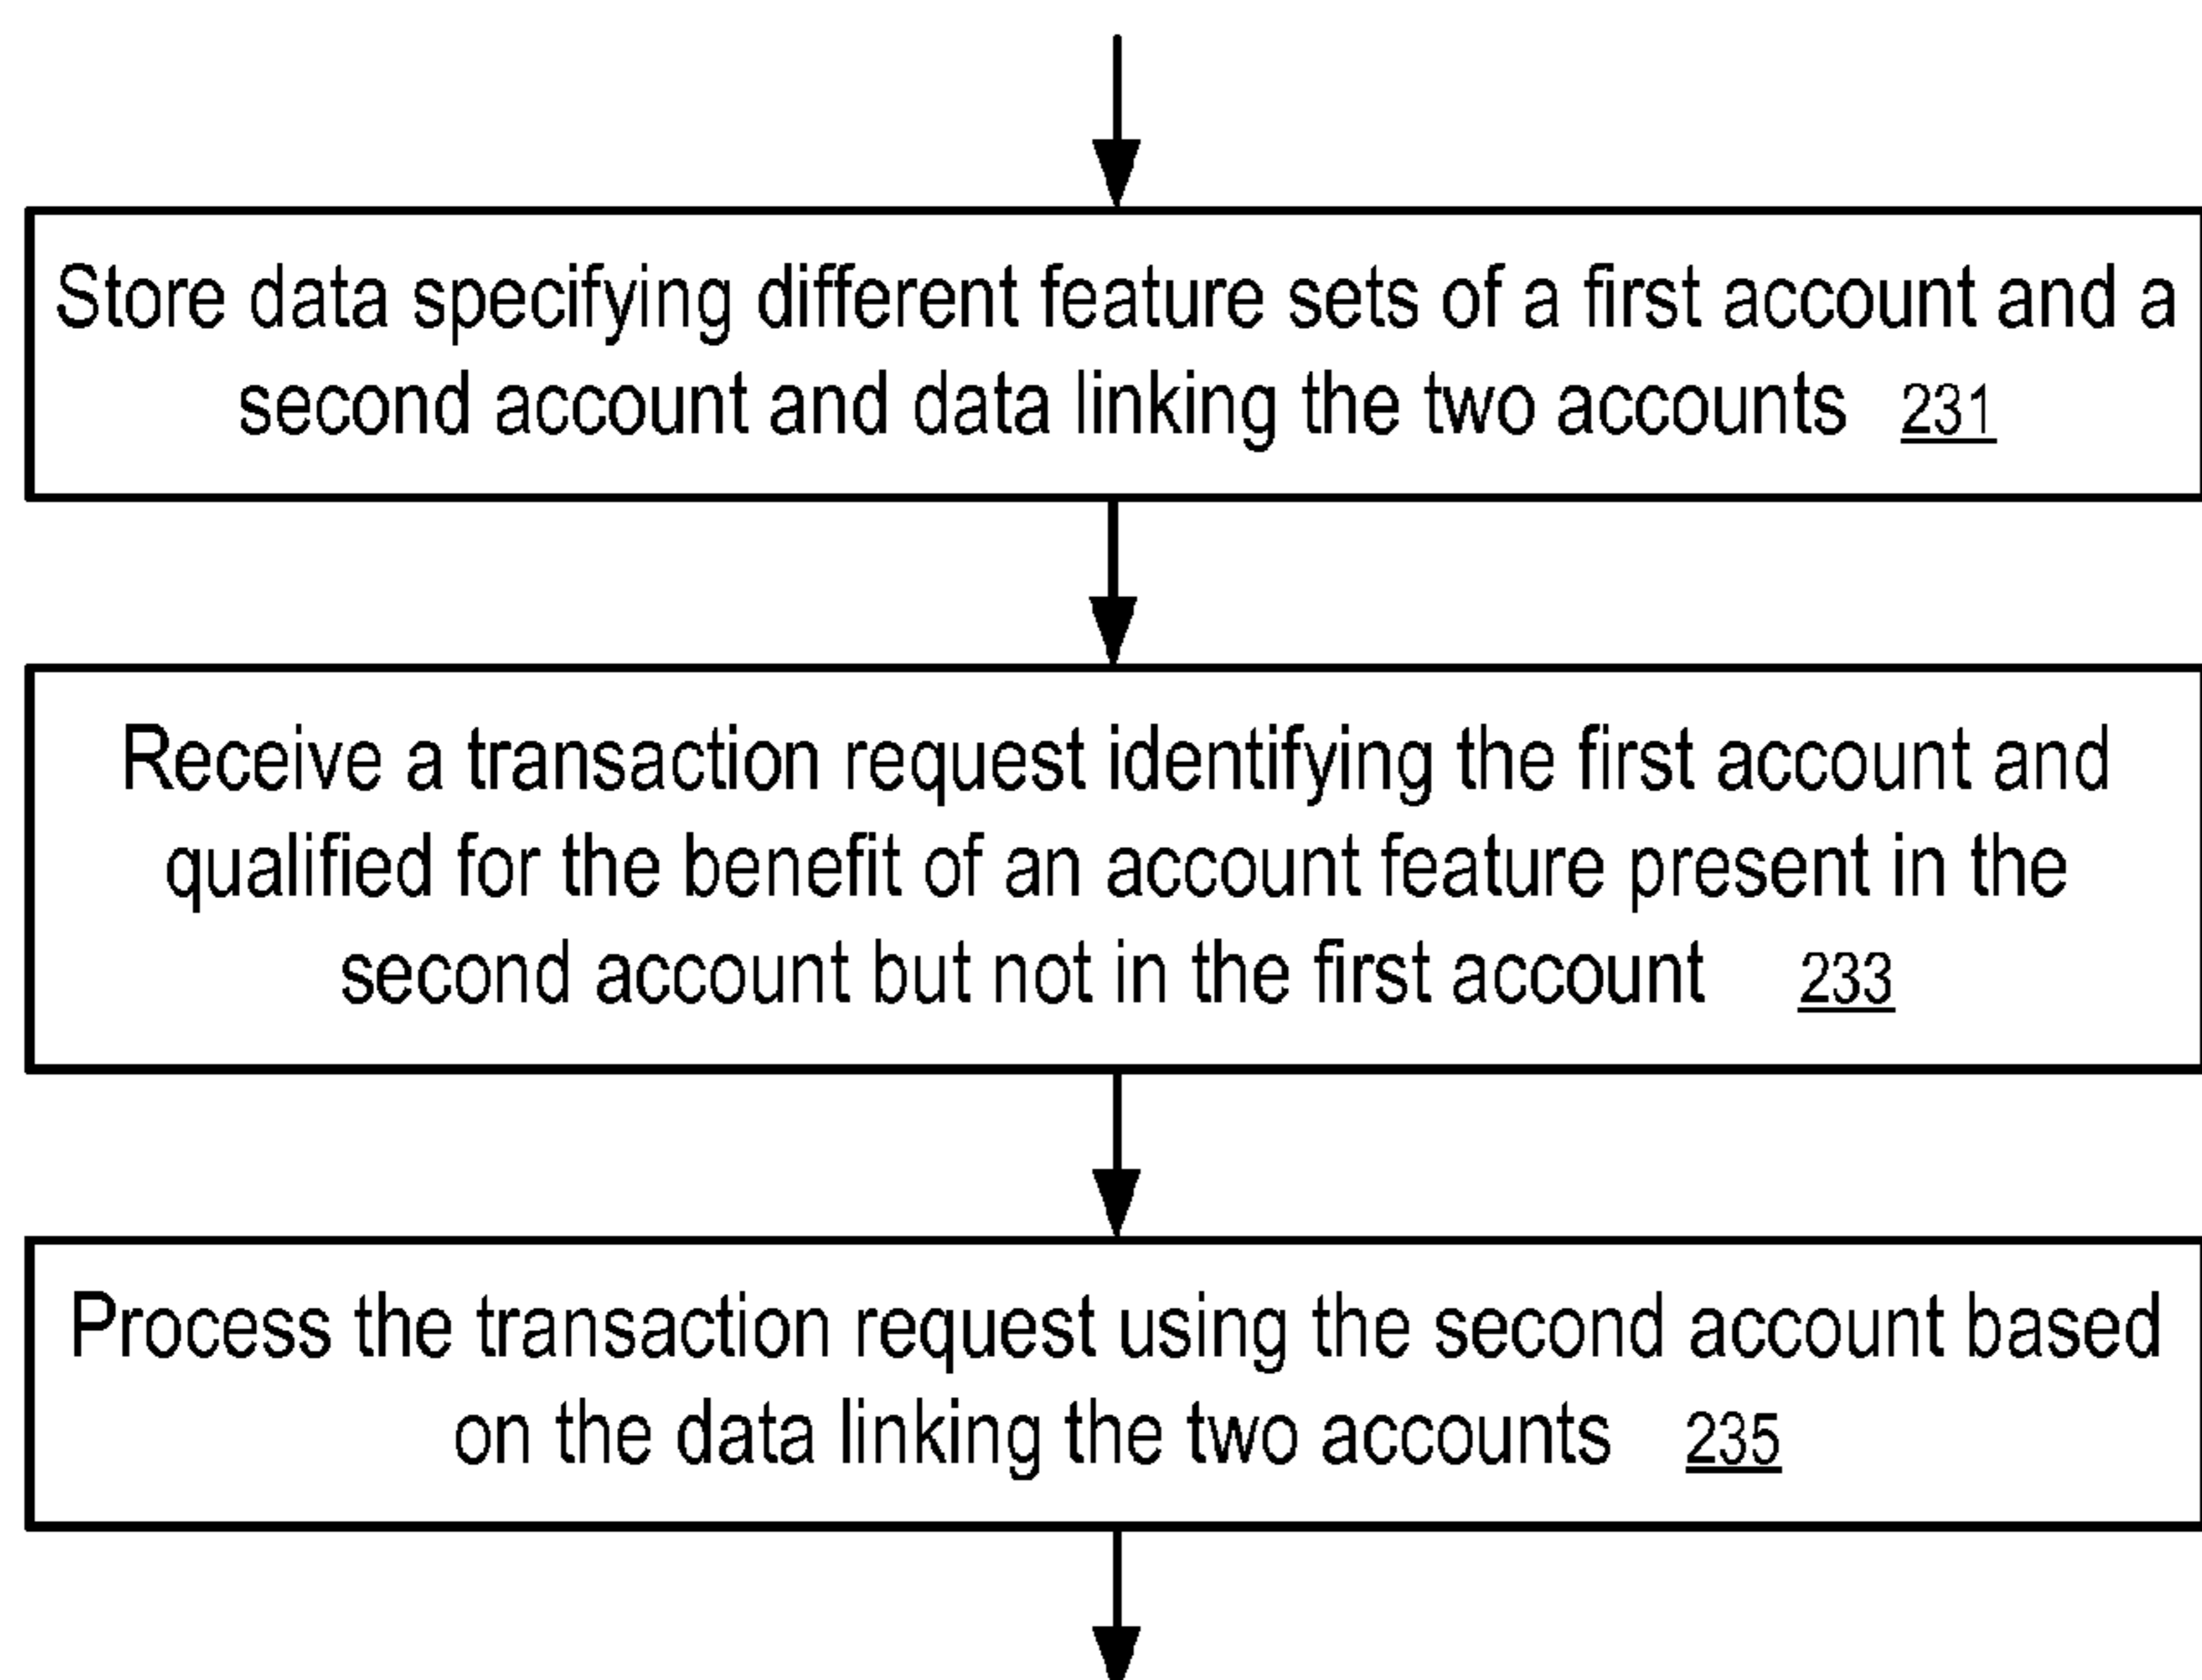 Store data specifying different feature sets of a first account and a
second account and data linking the two accounts 231
Receive a transaction request identifying the first account and
qualified for the benefit of an account feature present in the
second account but not in the first account 233
Process the transaction request using the second account based
on the data linking the two accounts 235